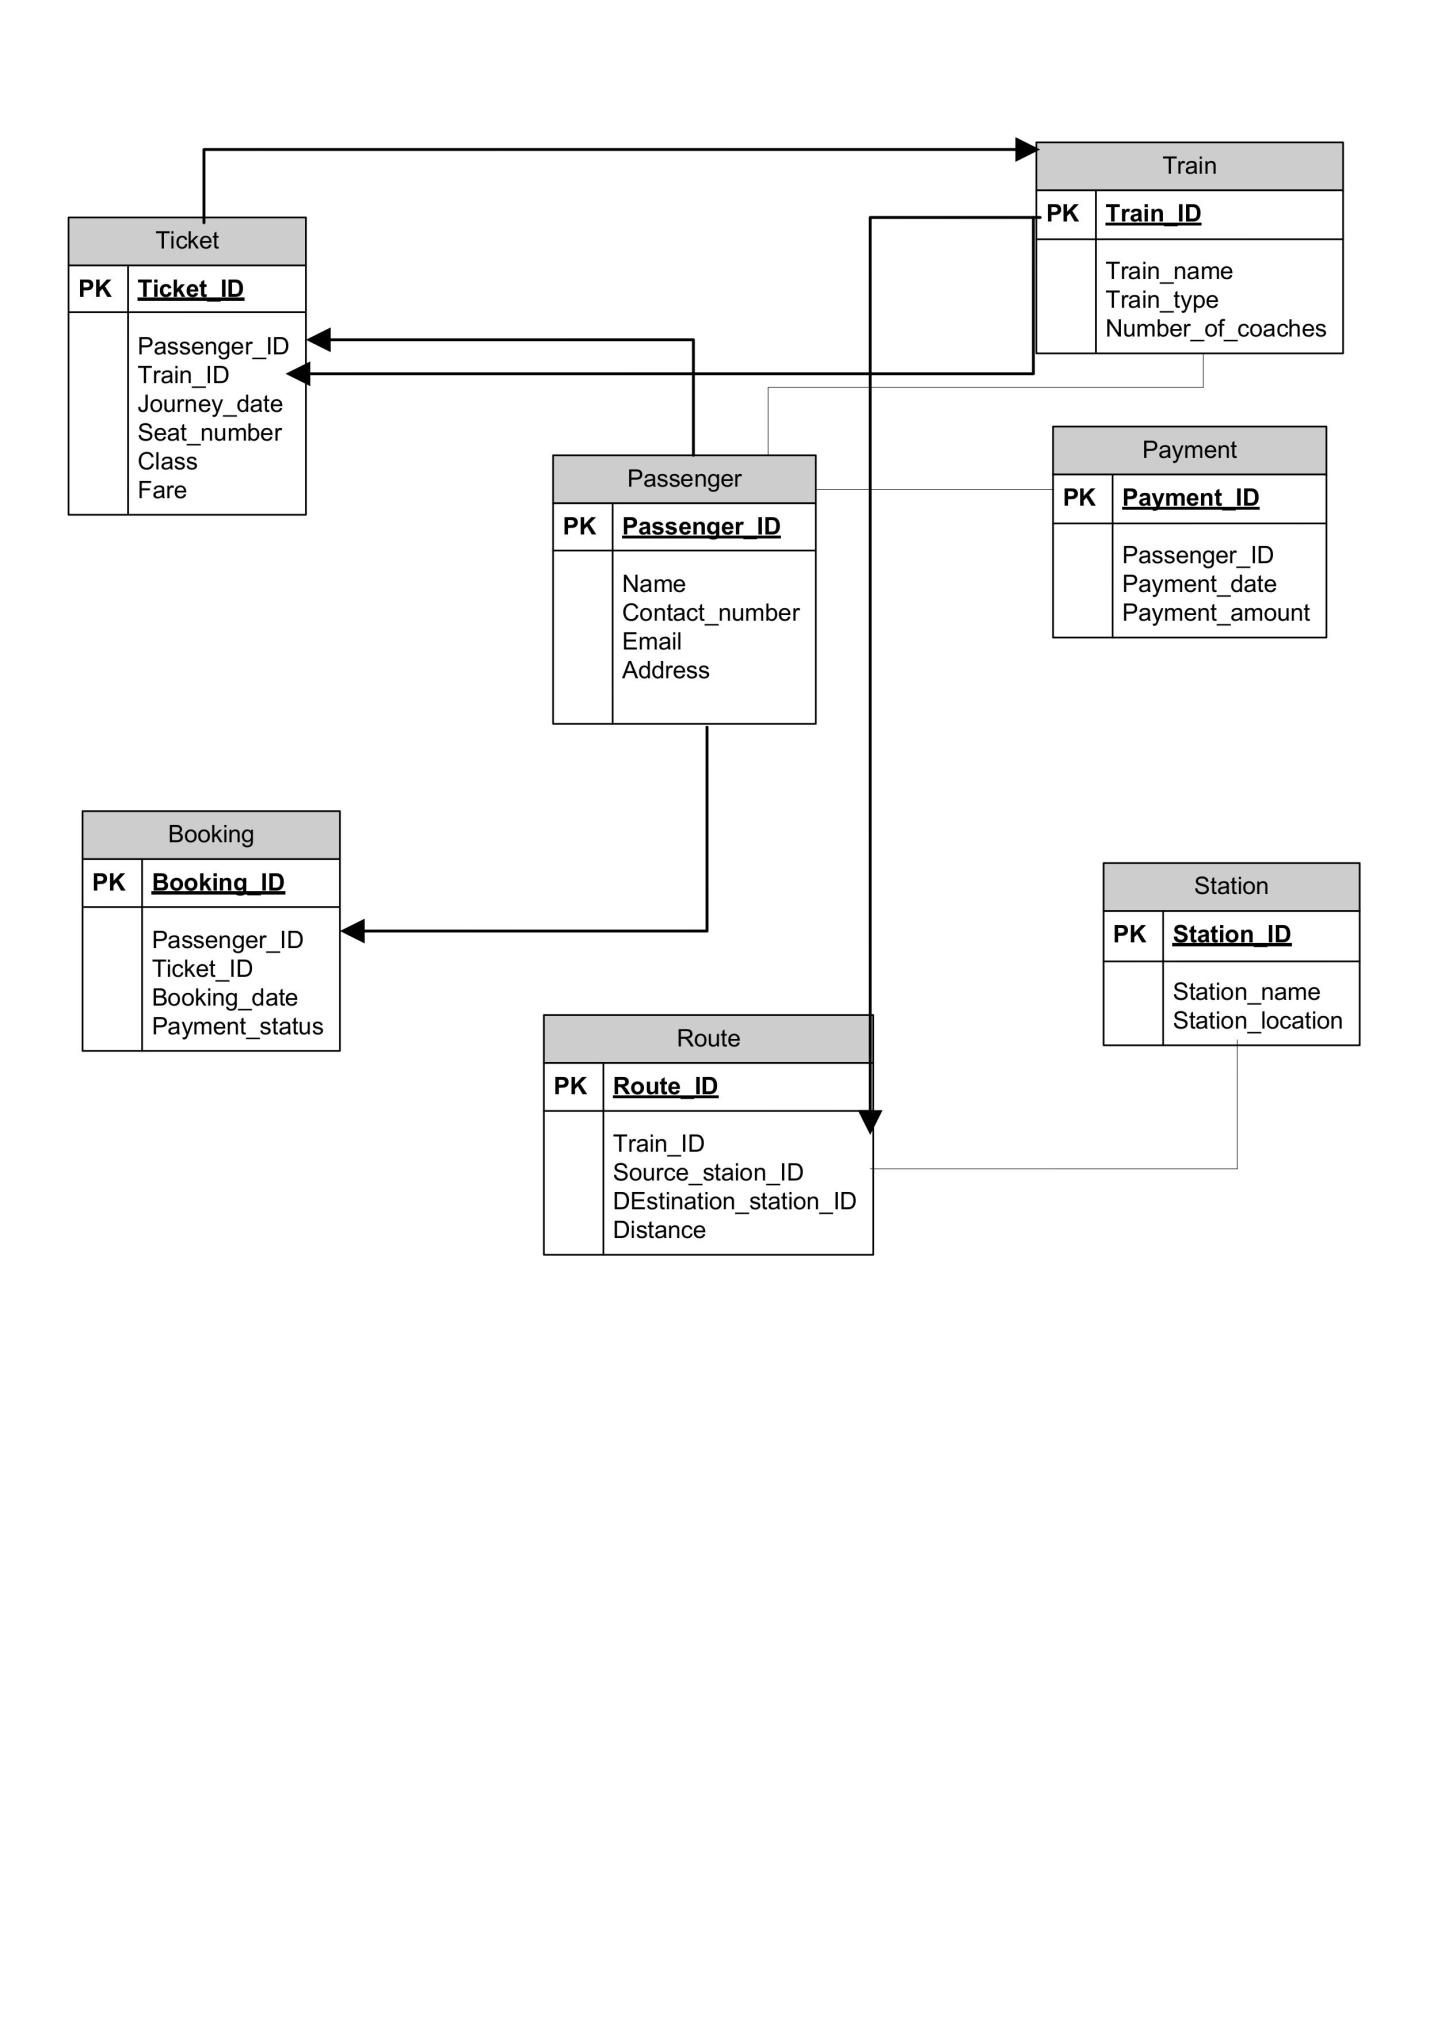 Train
PK Train_ID
Train_name
Train_type
Number_of_coaches
Ticket
PK Ticket_ID
Passenger_ID
Train_ID
Journey_date
Seat_number
Class
Fare
Passenger
PK Passenger_ID
Name
Contact_number
Email
Address
Payment
PK Payment_ID
Passenger_ID
Payment_date
Payment_amount
Booking
PK Booking_ID
Passenger_ID
Ticket_ID
Booking_date
Payment_status
Station
PK Station_ID
Station_name
Station_location
Route
PK Route_ID
Train_ID
Source_staion_ID
DEstination_station_ID
Distance